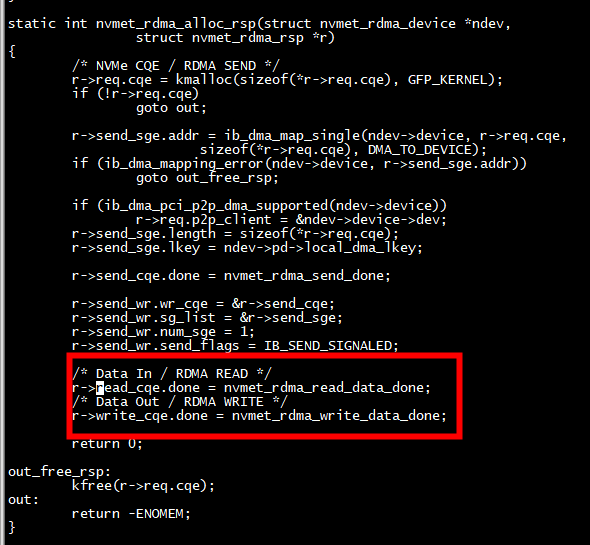 static int nvmet_rdma_alloc_rsp(struct nvmet_rdma_device *ndev,
                struct nvmet_rdma_rsp *r)
{
        /* NVMe CQE / RDMA SEND */
        r->req.cqe = kmalloc(sizeof(*r->req.cqe), GFP_KERNEL);
        if (!r->req.cqe)
                goto out;

        r->send_sge.addr = ib_dma_map_single(ndev->device, r->req.cqe,
                        sizeof(*r->req.cqe), DMA_TO_DEVICE);
        if (ib_dma_mapping_error(ndev->device, r->send_sge.addr))
                goto out_free_rsp;

        if (ib_dma_pci_p2p_dma_supported(ndev->device))
                r->req.p2p_client = &ndev->device->dev;
        r->send_sge.length = sizeof(*r->req.cqe);
        r->send_sge.lkey = ndev->pd->local_dma_lkey;

        r->send_cqe.done = nvmet_rdma_send_done;

        r->send_wr.wr_cqe = &r->send_cqe;
        r->send_wr.sg_list = &r->send_sge;
        r->send_wr.num_sge = 1;
        r->send_wr.send_flags = IB_SEND_SIGNALED;

        /* Data In / RDMA READ */
        r->read_cqe.done = nvmet_rdma_read_data_done;
        /* Data Out / RDMA WRITE */
        r->write_cqe.done = nvmet_rdma_write_data_done;

        return 0;

out_free_rsp:
        kfree(r->req.cqe);
out:
        return -ENOMEM;
}